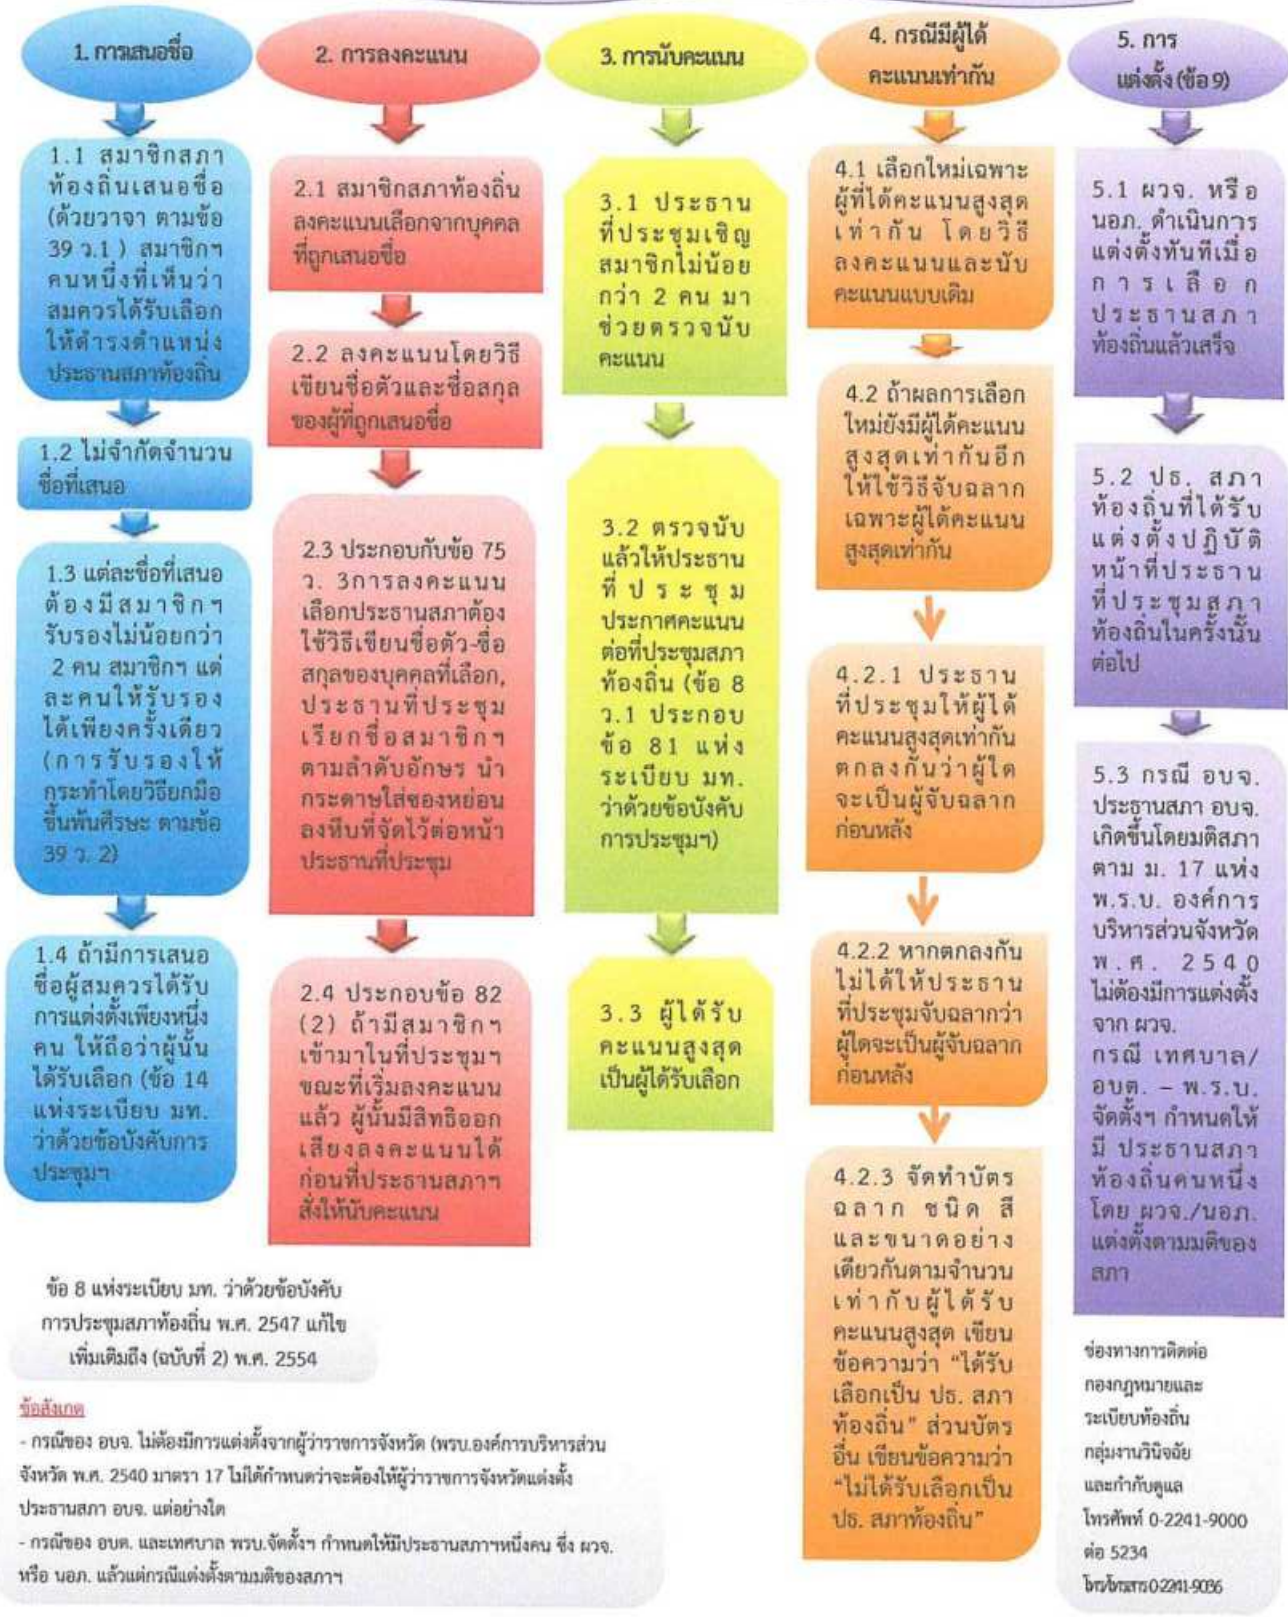 1. การเสนอชื่อ
1.1 สมาชิกสภา
ท้องถิ่นเสนอชื่อ
(ด้วยวาจา ตามข้อ
39 ว.1 ) สมาชิกฯ
คนหนึ่งที่เห็นว่า
สมควรได้รับเลือก
ให้ดำรงตำแหน่ง
ประธานสภาท้องถิ่น
1.2 ไม่จำกัดจำนวน
ชื่อที่เสนอ
1.3 แต่ละชื่อที่เสนอ
ต้องมีสมาชิกฯ
รับรองไม่น้อยกว่า
2 คน สมาชิกฯ แต่
ละคนให้รับรอง
ได้เพียงครั้งเดียว
(การรับรองให้
กระทำโดยวิธียกมือ
ขึ้นพ้นศีรษะ ตามข้อ
39 ว. 2)
1.4 ถ้ามีการเสนอ
ชื่อผู้สมควรได้รับ
การแต่งตั้งเพียงหนึ่ง
คน ให้ถือว่าผู้นั้น
ได้รับเลือก (ข้อ 14
แห่งระเบียบ มท.
ว่าด้วยข้อบังคับการ
ประชุมฯ
2. การลงคะแนน
2.1 สมาชิกสภาท้องถิ่น
ลงคะแนนเลือกจากบุคคล
ที่ถูกเสนอชื่อ
2.2 ลงคะแนนโดยวิธี
เขียนชื่อตัวและชื่อสกุล
ของผู้ที่ถูกเสนอชื่อ
2.3 ประกอบกับข้อ 75
ว. 3การลงคะแนน
เลือกประธานสภาต้อง
ใช้วิธีเขียนชื่อตัว-ชื่อ
สกุลของบุคคลที่เลือก,
ประธานที่ประชุม
เรียกชื่อสมาชิกฯ
ตามลำดับอักษร นำ
กระดาษใส่ซองหย่อน
ลงหีบที่จัดไว้ต่อหน้า
ประธานที่ประชุม
2.4 ประกอบข้อ 82
(2) ถ้ามีสมาชิกฯ
เข้ามาในที่ประชุมฯ
ขณะที่เริ่มลงคะแนน
แล้ว ผู้นั้นมีสิทธิออก
เสียงลงคะแนนได้
ก่อนที่ประธานสภาฯ
สั่งให้นับคะแนน
3. การนับคะแนน
3.1 ประธาน
ที่ประชุมเชิญ
สมาชิกไม่น้อย
กว่า 2 คน มา
ช่วยตรวจนับ
คะแนน
3.2 ตรวจนับ
แล้วให้ประธาน
ที่ประชุม
ประกาศคะแนน
ต่อที่ประชุมสภา
ท้องถิ่น (ข้อ 8
ว.1 ประกอบ
ข้อ 81 แห่ง
ระเบียบ มท.
ว่าด้วยข้อบังคับ
การประชุมฯ)
3.3 ผู้ได้รับ
คะแนนสูงสุด
เป็นผู้ได้รับเลือก
4. กรณีมีผู้ได้
คะแนนเท่ากัน
4.1 เลือกใหม่เฉพาะ
ผู้ที่ได้คะแนนสูงสุด
เท่ากัน โดยวิธี
ลงคะแนนและนับ
คะแนนแบบเดิม
4.2 ถ้าผลการเลือก
ใหม่ยังมีผู้ได้คะแนน
สูงสุดเท่ากันอีก
ให้ใช้วิธีจับฉลาก
เฉพาะผู้ได้คะแนน
สูงสุดเท่ากัน
4.2.1 ประธาน
ที่ประชุมให้ผู้ได้
คะแนนสูงสุดเท่ากัน
ตกลงกันว่าผู้ใด
จะเป็นผู้จับฉลาก
ก่อนหลัง
4.2.2 หากตกลงกัน
ไม่ได้ให้ประธาน
ที่ประชุมจับฉลากว่า
ผู้ใดจะเป็นผู้จับฉลาก
ก่อนหลัง
4.2.3 จัดทำบัตร
ฉลาก ชนิด สี
และขนาดอย่าง
เดียวกันตามจำนวน
เท่ากับผู้ได้รับ
คะแนนสูงสุด เขียน
ข้อความว่า “ได้รับ
เลือกเป็น ปธ. สภา
ท้องถิ่น” ส่วนบัตร
อื่น เขียนข้อความว่า
“ไม่ได้รับเลือกเป็น
ปธ. สภาท้องถิ่น”
5. การ
แต่งตั้ง (ข้อ 9)
5.1 ผวจ. หรือ
นอภ. ดำเนินการ
แต่งตั้งทันทีเมื่อ
การเลือก
ประธานสภา
ท้องถิ่นแล้วเสร็จ
5.2 ปธ. สภา
ท้องถิ่นที่ได้รับ
แต่งตั้งปฏิบัติ
หน้าที่ประธาน
ที่ประชุมสภา
ท้องถิ่นในครั้งนั้น
ต่อไป
5.3 กรณี อบจ.
ประธานสภา อบจ.
เกิดขึ้นโดยมติสภา
ตาม ม. 17 แห่ง
พ.ร.บ. องค์การ
บริหารส่วนจังหวัด
พ.ศ. 2540
ไม่ต้องมีการแต่งตั้ง
จาก ผวจ.
กรณี เทศบาล/
อบต. – พ.ร.บ.
จัดตั้งฯ กำหนดให้
มี ประธานสภา
ท้องถิ่นคนหนึ่ง
โดย ผวจ./นอภ.
แต่งตั้งตามมติของ
สภา
ข้อ 8 แห่งระเบียบ มท. ว่าด้วยข้อบังคับ
การประชุมสภาท้องถิ่น พ.ศ. 2547 แก้ไข
เพิ่มเติมถึง (ฉบับที่ 2) พ.ศ. 2554
ข้อสังเกต
- กรณีของ อบจ. ไม่ต้องมีการแต่งตั้งจากผู้ว่าราชการจังหวัด (พรบ.องค์การบริหารส่วน
จังหวัด พ.ศ. 2540 มาตรา 17 ไม่ได้กำหนดว่าจะต้องให้ผู้ว่าราชการจังหวัดแต่งตั้ง
ประธานสภา อบจ. แต่อย่างใด
- กรณีของ อบต. และเทศบาล พรบ.จัดตั้งฯ กำหนดให้มีประธานสภาฯหนึ่งคน ซึ่ง ผวจ.
หรือ นอภ. แล้วแต่กรณีแต่งตั้งตามมติของสภาฯ
ช่องทางการติดต่อ
กองกฎหมายและ
ระเบียบท้องถิ่น
กลุ่มงานวินิจฉัย
และกำกับดูแล
โทรศัพท์ 0-2241-9000
ต่อ 5234
โทร/โทรสาร 0-2241-9036